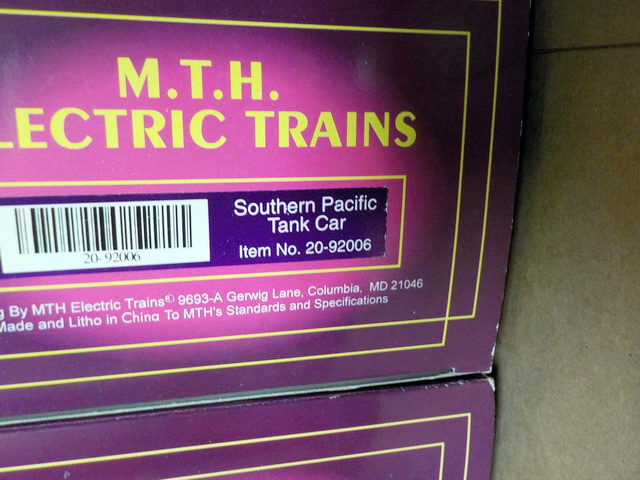 M.T.H.
LECTRIC TRAINS
Southern Pacific
Tank Car
Item No. 20-92006
20-92006
g By MTH Electric Trains® 9693-A Gerwig Lane, Columbia, MD 21046
Made and Litho in China To MTH's Standards and Specifications